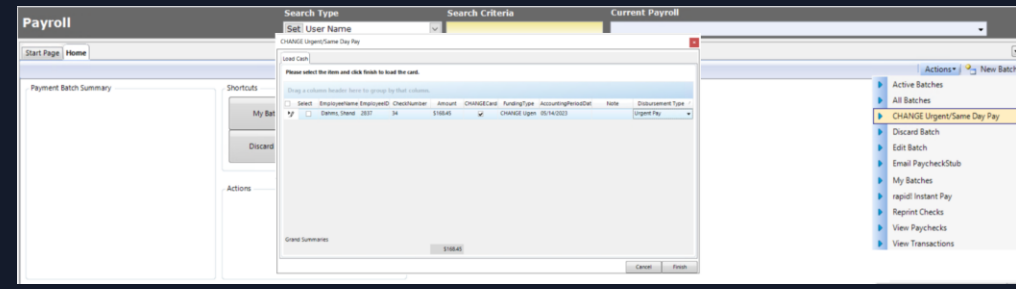 Payroll
Search Type
Search Criteria
Current Payroll
Set User Name
CHANGE Urgent/Same Day Pay
Start Page Home
Load Cash
Actions New Batch
Please select the item and click finish to load the card.
Payment Batch Summary
Shortcuts
Drag a column header here to group by that column.
Select EmployeeName EmployeeID CheckNumber Amount CHANGECard FundingType AccountingPeriodDat Note Disbursement Type
Dahms, Shand 2837 34 $168.45 CHANGE Urgen 05/14/2023 Urgent Pay
My Bat
Discard
Actions
Grand Summaries
$168.45
Cancel Finish
Active Batches
All Batches
CHANGE Urgent/Same Day Pay
Discard Batch
Edit Batch
Email PaycheckStub
My Batches
rapid! Instant Pay
Reprint Checks
View Paychecks
View Transactions